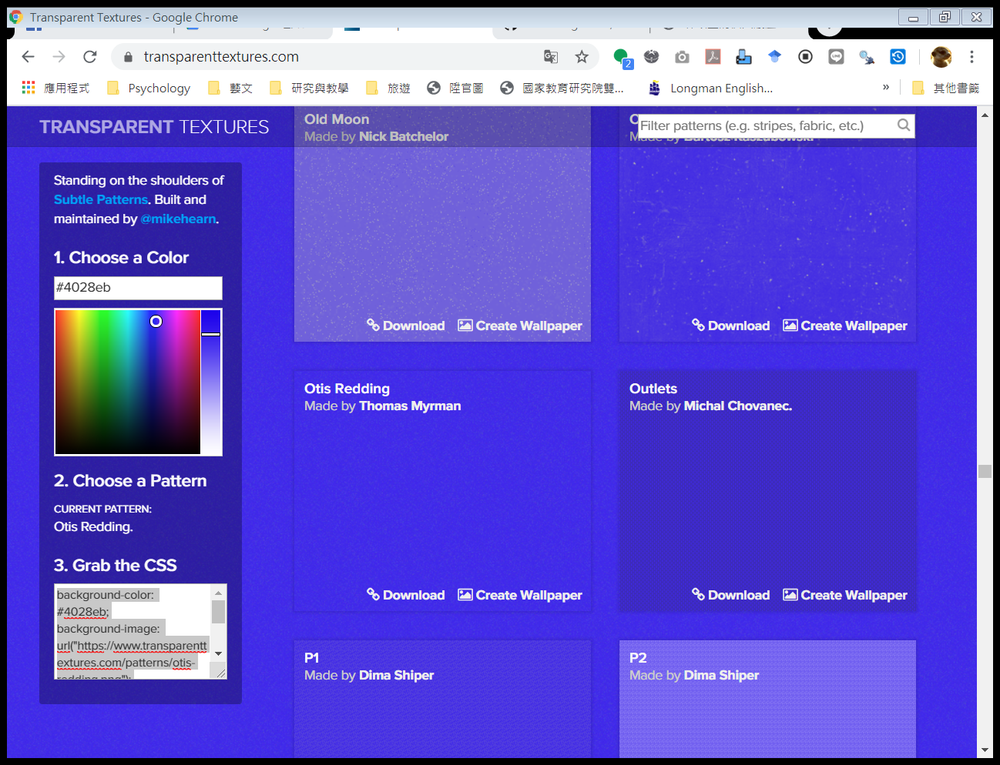 Transparent Textures - Google Chrome
transparenttextures.com
2
應用程式
Psychology
藝文
研究與教學
旅遊
陞官圖
國家教育研究院雙...
Longman English...
»
其他書籤
TRANSPARENT TEXTURES
Filter patterns (e.g. stripes, fabric, etc.)
Standing on the shoulders of
Subtle Patterns. Built and
maintained by @mikehearn.
1. Choose a Color
#4028eb
2. Choose a Pattern
CURRENT PATTERN:
Otis Redding.
3. Grab the CSS
background-color:
#4028eb;
background-image:
url("https://www.transparentt
extures.com/patterns/otis-
redding.png");
Old Moon
Made by Nick Batchelor
Download
Create Wallpaper
Made by Bartosz Kaszubowski.
Download
Create Wallpaper
Otis Redding
Made by Thomas Myrman
Download
Create Wallpaper
Outlets
Made by Michal Chovanec.
Download
Create Wallpaper
P1
Made by Dima Shiper
P2
Made by Dima Shiper